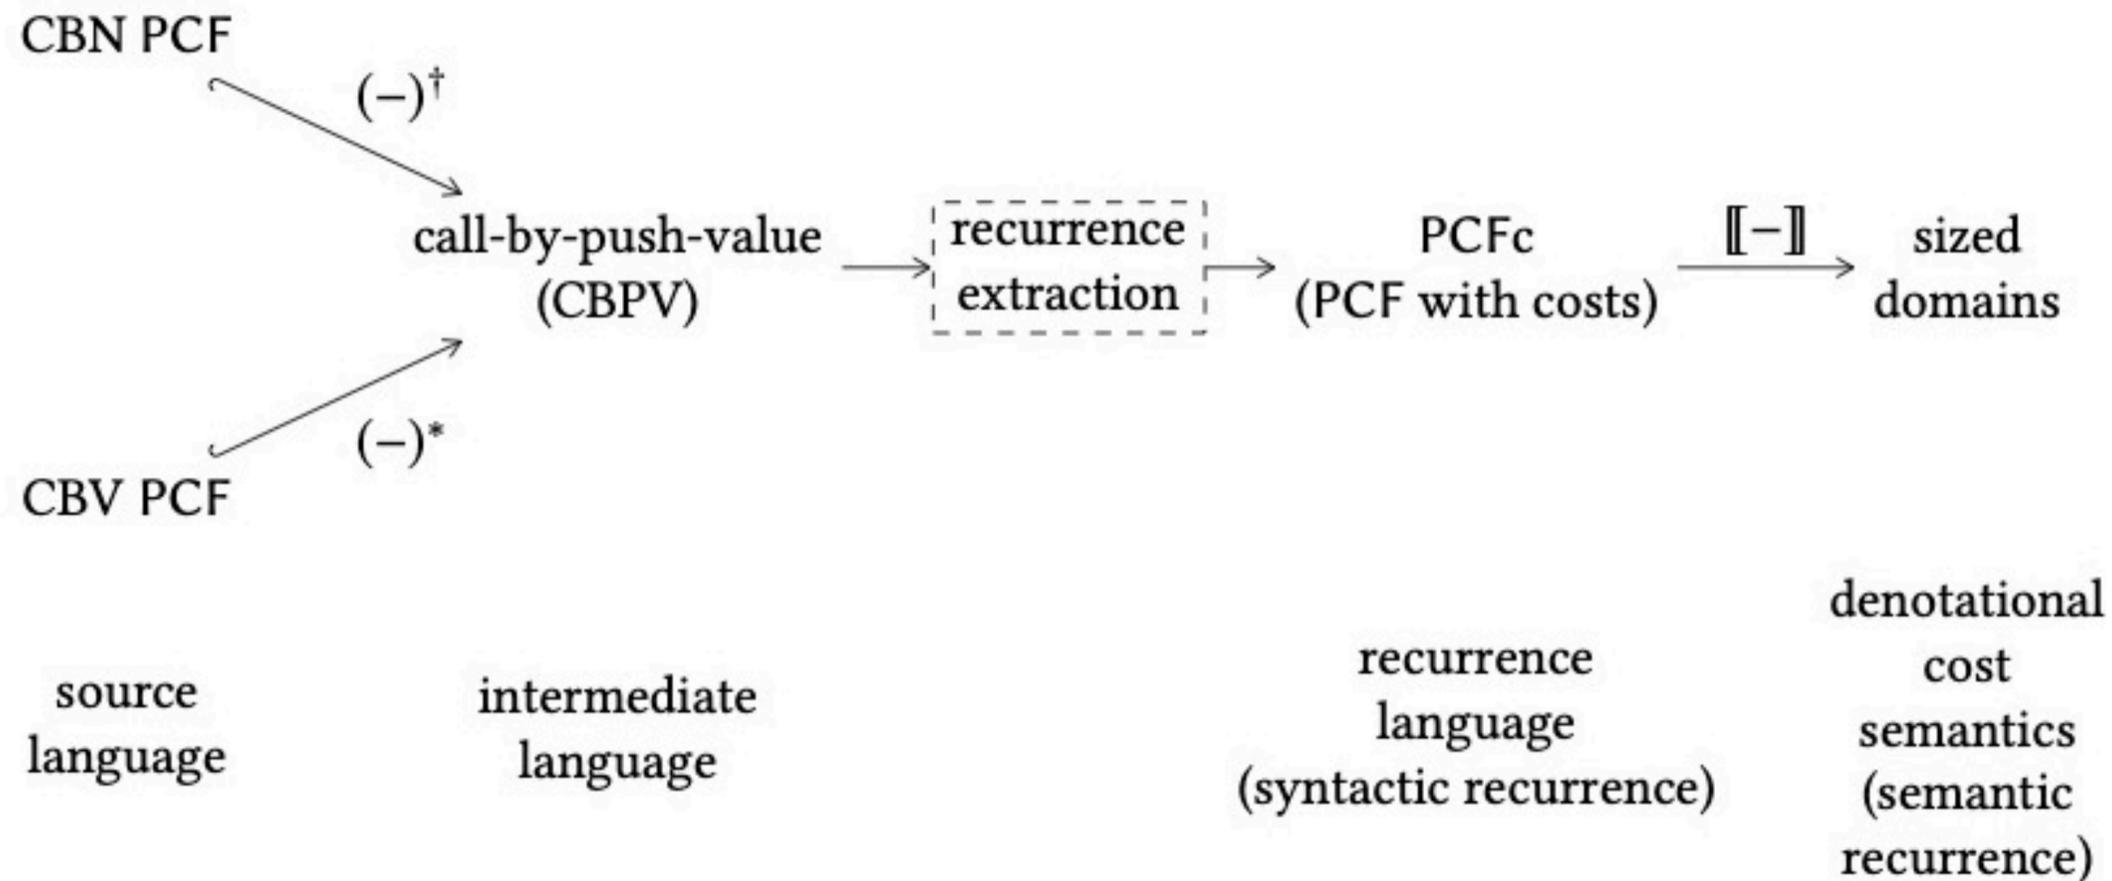 CBN PCF
(−)†
call-by-push-value
(CBPV)
(−)*
CBV PCF
recurrence
extraction
PCFc
(PCF with costs)
⟦−⟧
sized
domains
source
language
intermediate
language
recurrence
language
(syntactic recurrence)
denotational
cost
semantics
(semantic
recurrence)